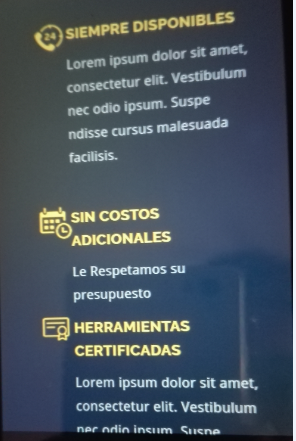 24
SIEMPRE DISPONIBLES
Lorem ipsum dolor sit amet,
consectetur elit. Vestibulum
nec odio ipsum. Suspe
ndisse cursus malesuada
facilisis.
SIN COSTOS
ADICIONALES
Le Respetamos su
presupuesto
HERRAMIENTAS
CERTIFICADAS
Lorem ipsum dolor sit amet,
consectetur elit. Vestibulum
nec odio ipsum. Suspe